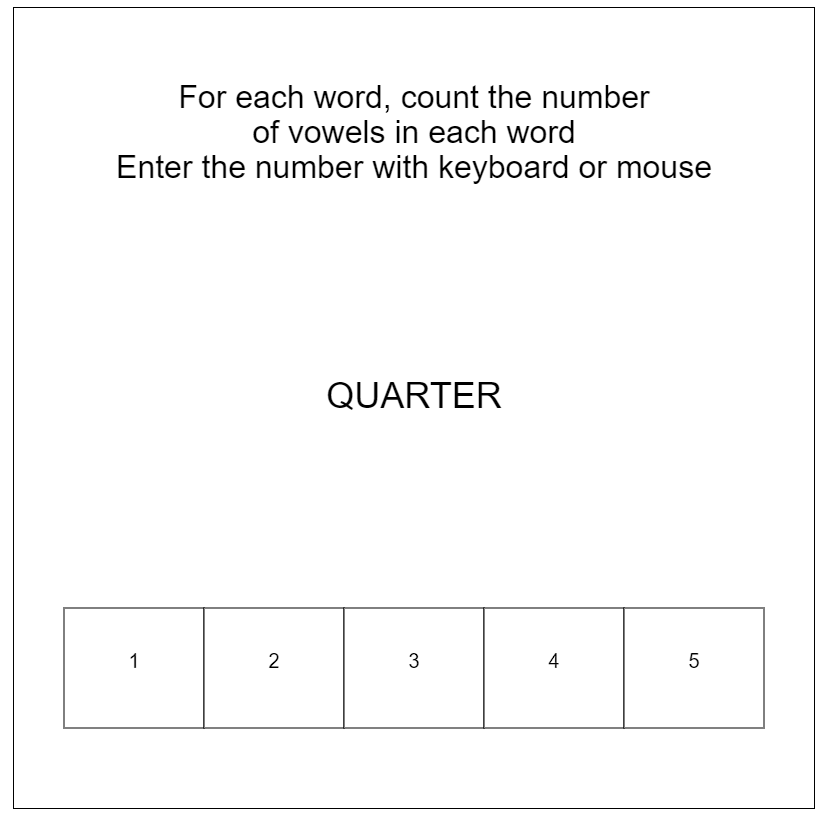 For each word, count the number
of vowels in each word
Enter the number with keyboard or mouse
QUARTER
1 2 3 4 5